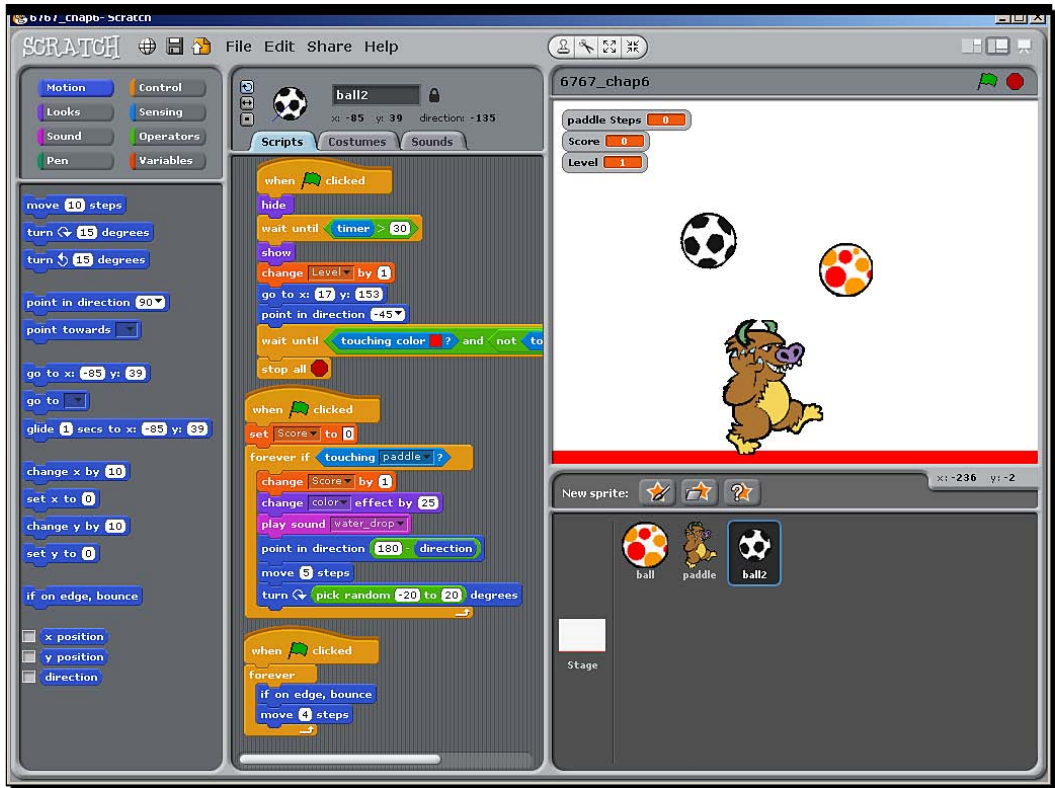 6767_chap6- Scratch
SCRATCH File Edit Share Help
Motion Control
Looks Sensing
Sound Operators
Pen Variables
move 10 steps
turn 15 degrees
turn 15 degrees
point in direction 90
point towards
go to x: -85 y: 39
go to
glide 1 secs to x: -85 y: 39
change x by 10
set x to 0
change y by 10
set y to 0
if on edge, bounce
x position
y position
direction
ball2
x: -85 y: 39 direction: -135
Scripts Costumes Sounds
when clicked
hide
wait until timer > 30
show
change Level by 1
go to x: 17 y: 153
point in direction -45
wait until touching color ? and not to
stop all
when clicked
set Score to 0
forever if touching paddle ?
change Score by 1
change color effect by 25
play sound water_drop
point in direction 180 - direction
move 5 steps
turn pick random -20 to 20 degrees
when clicked
forever
if on edge, bounce
move 4 steps
6767_chap6
paddle Steps 0
Score 0
Level 1
x: -236 y: -2
New sprite:
ball paddle ball2
Stage